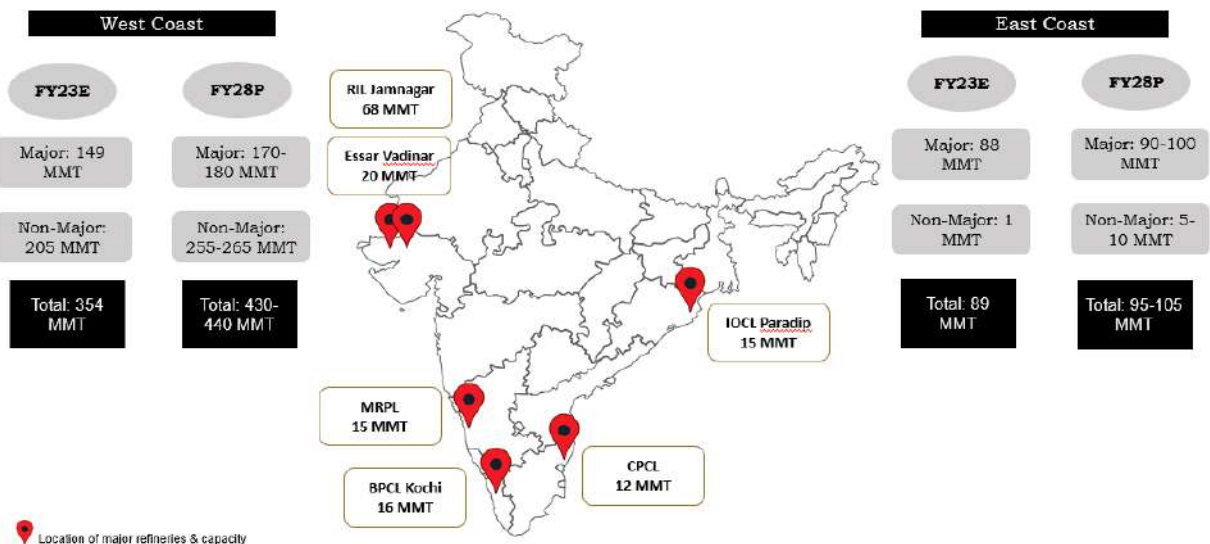 West Coast
FY23E
FY28P
Major: 149
MMT
Major: 170-
180 MMT
Non-Major:
205 MMT
Non-Major:
255-265 MMT
Total: 354
MMT
Total: 430-
440 MMT
RIL Jamnagar
68 MMT
Essar Vadinar
20 MMT
MRPL
15 MMT
BPCL Kochi
16 MMT
CPCL
12 MMT
IOCL Paradip
15 MMT
East Coast
FY23E
FY28P
Major: 88
MMT
Major: 90-100
MMT
Non-Major: 1
MMT
Non-Major: 5-
10 MMT
Total: 89
MMT
Total: 95-105
MMT
Location of major refineries & capacity